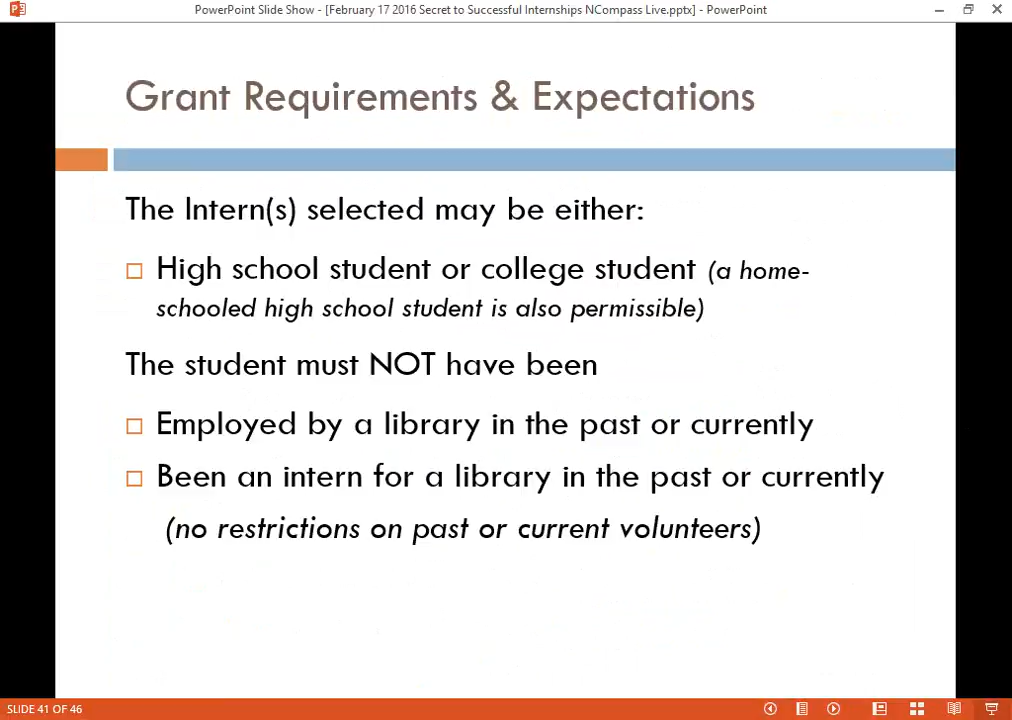 PowerPoint Slide Show - [February 17 2016 Secret to Successful Internships NCompass Live.pptx] - PowerPoint
Grant Requirements & Expectations
The Intern(s) selected may be either:
High school student or college student (a home-
schooled high school student is also permissible)
The student must NOT have been
Employed by a library in the past or currently
Been an intern for a library in the past or currently
(no restrictions on past or current volunteers)
SLIDE 41 OF 46